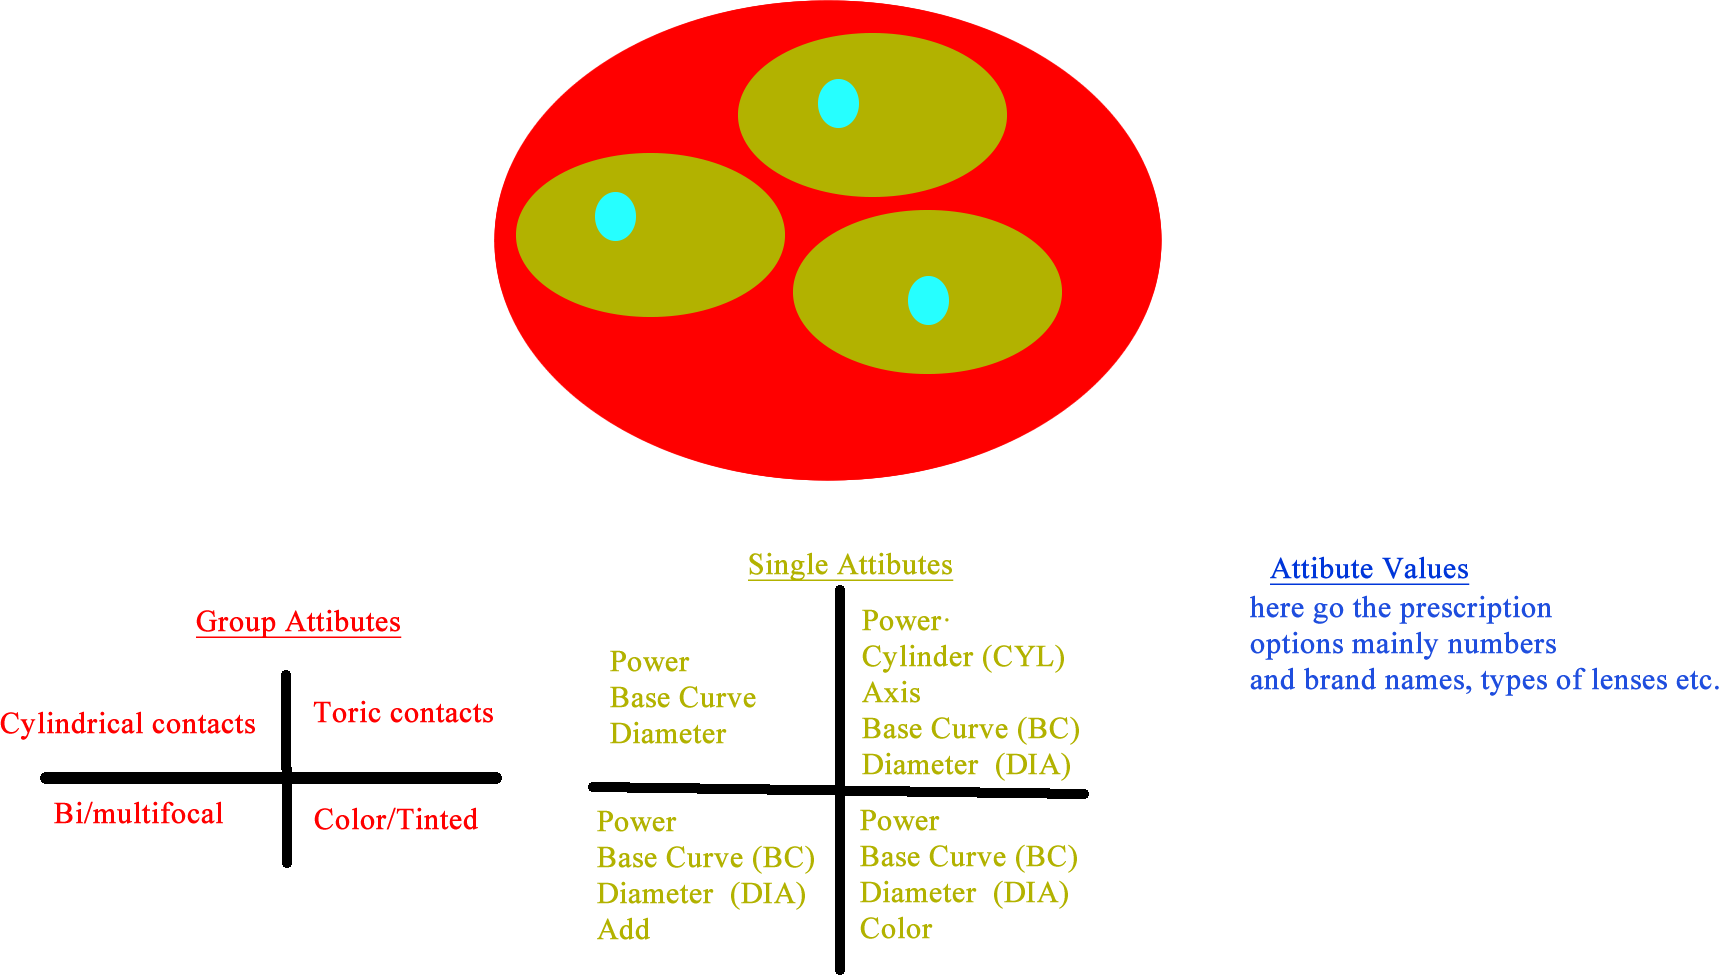 Group Attibutes
Cylindrical contacts
Toric contacts
Bi/multifocal
Color/Tinted
Single Attibutes
Power
Base Curve
Diameter
Power·
Cylinder (CYL)
Axis
Base Curve (BC)
Diameter (DIA)
Power
Base Curve (BC)
Diameter (DIA)
Add
Power
Base Curve (BC)
Diameter (DIA)
Color
Attibute Values
here go the prescription
options mainly numbers
and brand names, types of lenses etc.